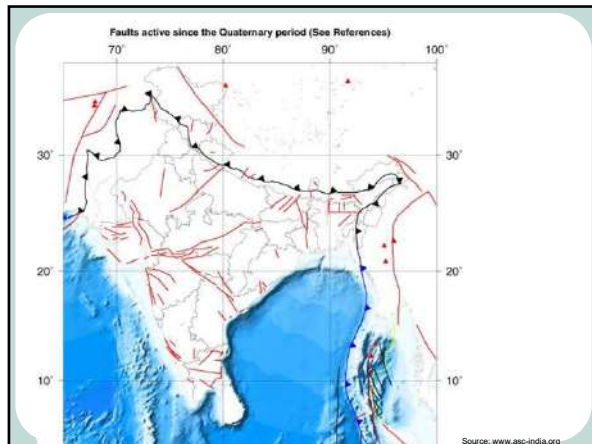 Faults active since the Quaternary period (See References)
70° 80° 90° 100°
30° 30°
20° 20°
10° 10°
Source: www.asc-india.org